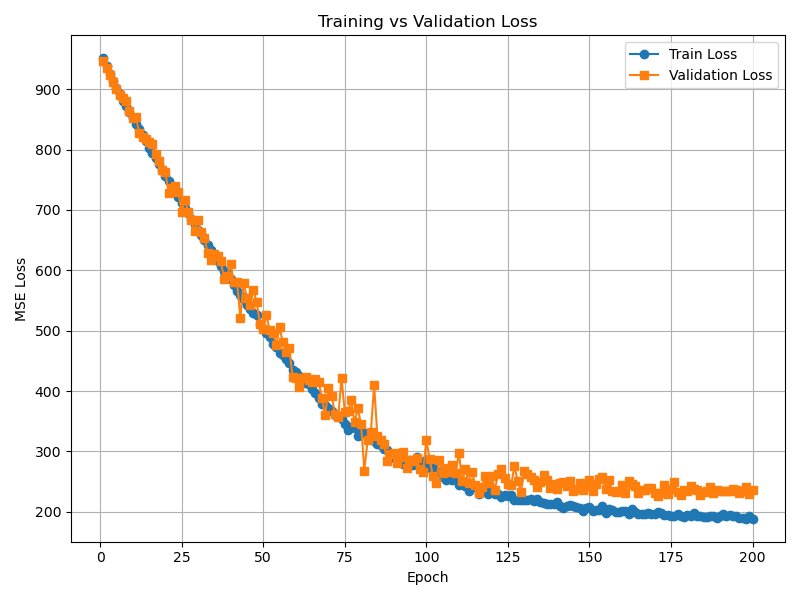 Training vs Validation Loss
Train Loss
Validation Loss
MSE Loss
900
800
700
600
500
400
300
200
0 25 50 75 100 125 150 175 200
Epoch